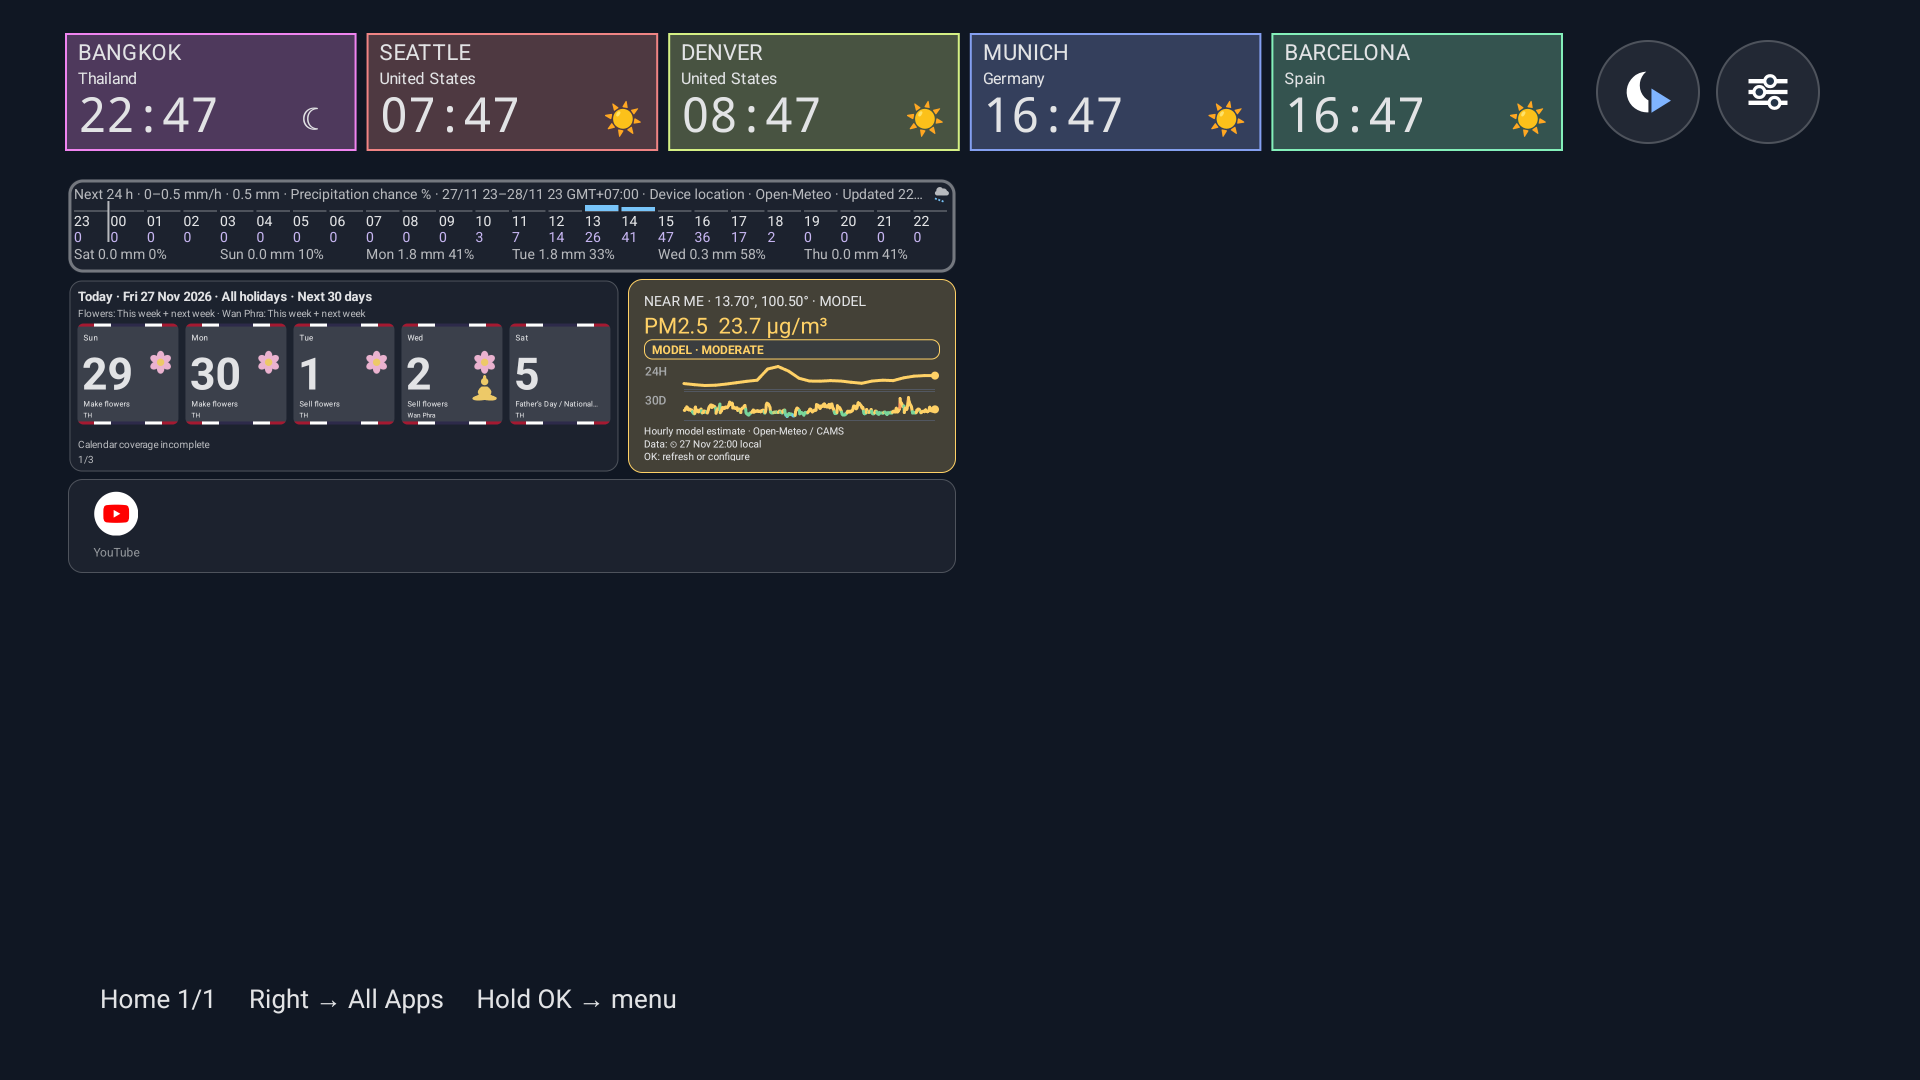 BANGKOK
Thailand
22:47
SEATTLE
United States
07:47
DENVER
United States
08:47
MUNICH
Germany
16:47
BARCELONA
Spain
16:47
Next 24 h · 0–0.5 mm/h · 0.5 mm · Precipitation chance % · 27/11 23–28/11 23 GMT+07:00 · Device location · Open-Meteo · Updated 22…
23 00 01 02 03 04 05 06 07 08 09 10 11 12 13 14 15 16 17 18 19 20 21 22
0 0 0 0 0 0 0 0 0 0 0 3 7 14 26 41 47 36 17 2 0 0 0 0
Sat 0.0 mm 0% Sun 0.0 mm 10% Mon 1.8 mm 41% Tue 1.8 mm 33% Wed 0.3 mm 58% Thu 0.0 mm 41%
Today · Fri 27 Nov 2026 · All holidays · Next 30 days
Flowers: This week + next week · Wan Phra: This week + next week
Sun
29
Make flowers
TH
Mon
30
Make flowers
TH
Tue
1
Sell flowers
TH
Wed
2
Sell flowers
Wan Phra
Sat
5
Father's Day / National…
TH
Calendar coverage incomplete
1/3
NEAR ME · 13.70°, 100.50° · MODEL
PM2.5 23.7 µg/m³
MODEL · MODERATE
24H
30D
Hourly model estimate · Open-Meteo / CAMS
Data: ⏲ 27 Nov 22:00 local
OK: refresh or configure
YouTube
Home 1/1 Right → All Apps Hold OK → menu